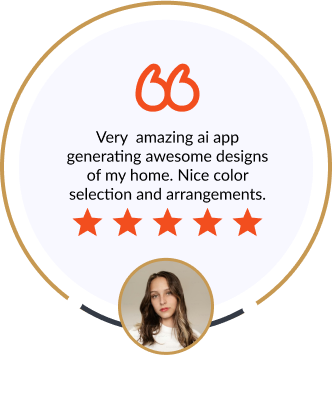 Very  amazing ai app
generating awesome designs
of my home. Nice color
selection and arrangements.